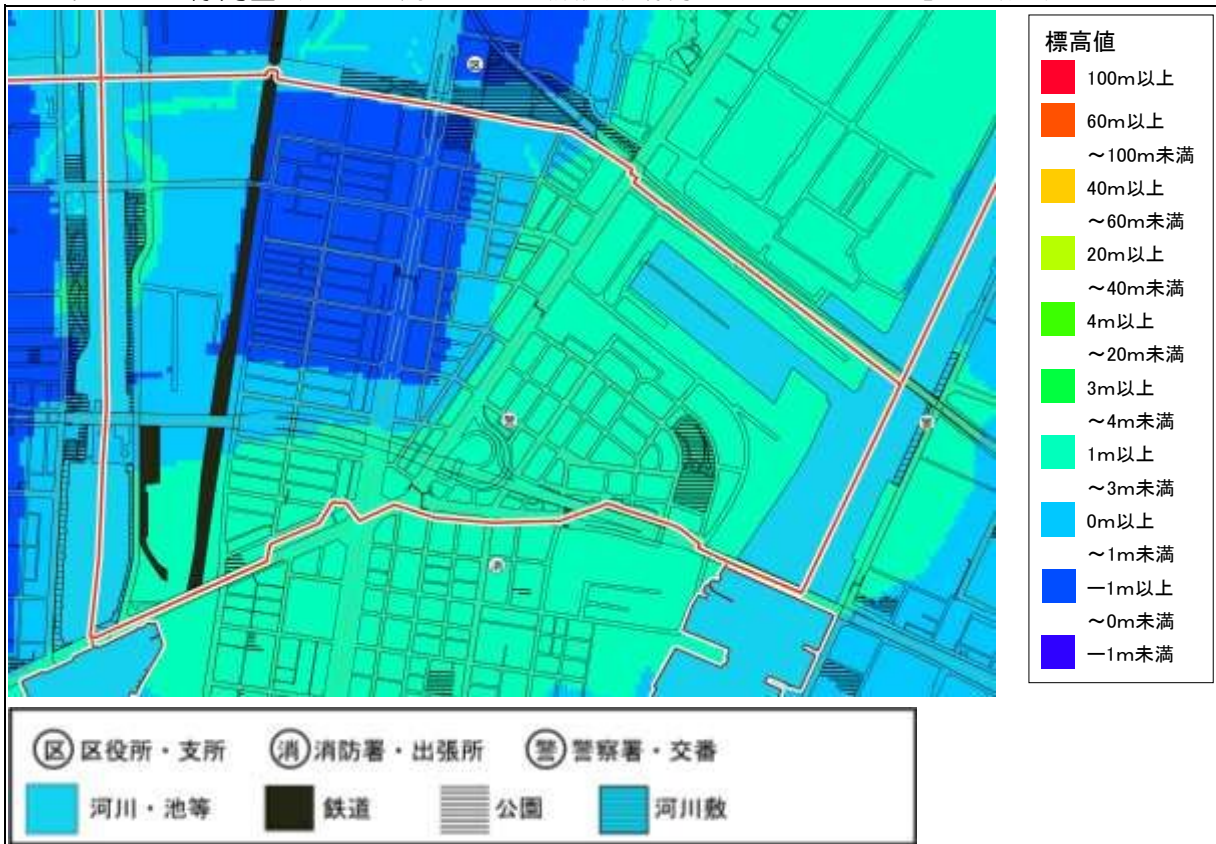 標高値
100m以上
60m以上
~100m未満
40m以上
~60m未満
20m以上
~40m未満
4m以上
~20m未満
3m以上
~4m未満
1m以上
~3m未満
0m以上
~1m未満
-1m以上
~0m未満
-1m未満
区
警
消
区 区役所・支所
消 消防署・出張所
警 警察署・交番
河川・池等
鉄道
公園
河川敷